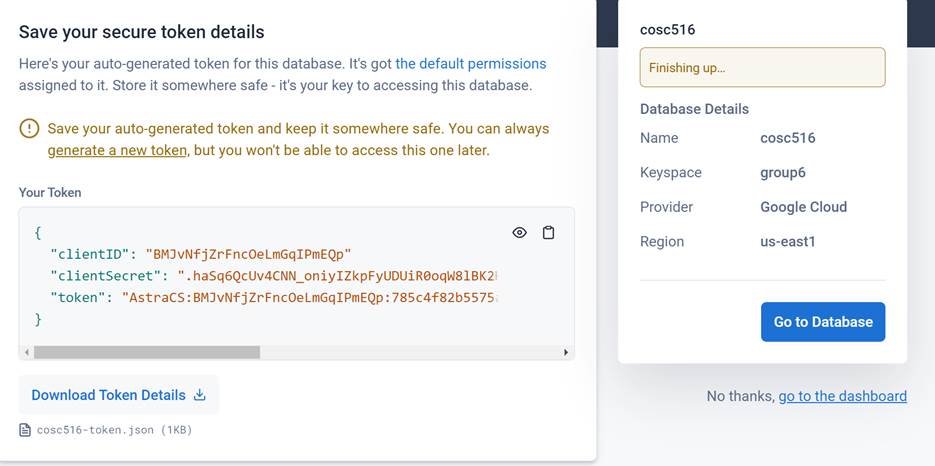 Save your secure token details
Here's your auto-generated token for this database. It's got the default permissions
assigned to it. Store it somewhere safe - it's your key to accessing this database.
Save your auto-generated token and keep it somewhere safe. You can always
generate a new token, but you won't be able to access this one later.
Your Token
{
"clientID": "BMJvNfjZrFncOeLmGqIPmEQp"
"clientSecret": ".haSq6QcUv4CNN_oniyIZkpFyUDUiR0oqW81BK2
"token": "AstraCS:BMJvNfjZrFncOeLmGqIPmEQp:785c4f82b5575
}
Download Token Details
cosc516-token.json (1KB)
cosc516
Finishing up…
Database Details
Name cosc516
Keyspace group6
Provider Google Cloud
Region us-east1
Go to Database
No thanks, go to the dashboard